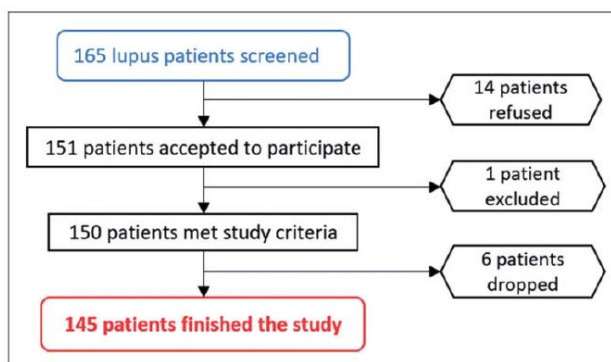 165 lupus patients screened
14 patients
refused
151 patients accepted to participate
1 patient
excluded
150 patients met study criteria
6 patients
dropped
145 patients finished the study